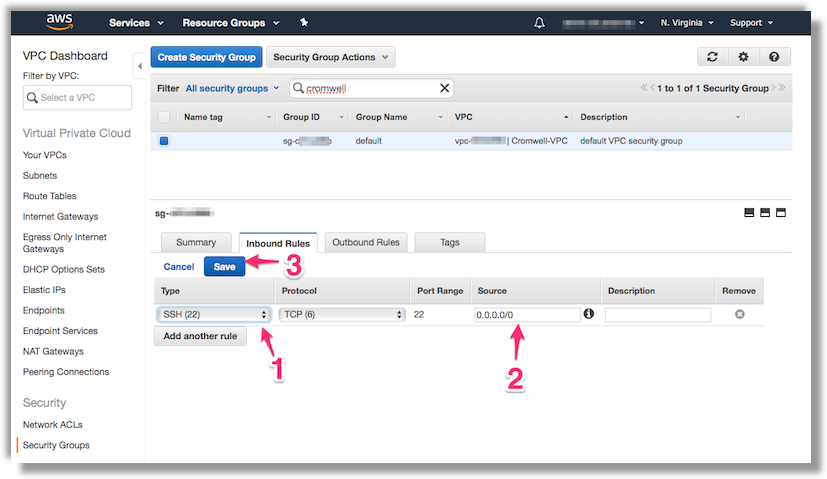 aws Services Resource Groups N. Virginia Support
VPC Dashboard
Filter by VPC:
Select a VPC
Virtual Private Cloud
Your VPCs
Subnets
Route Tables
Internet Gateways
Egress Only Internet
Gateways
DHCP Options Sets
Elastic IPs
Endpoints
Endpoint Services
NAT Gateways
Peering Connections
Security
Network ACLs
Security Groups
Create Security Group Security Group Actions
Filter All security groups cromwell 1 to 1 of 1 Security Group
Name tag Group ID Group Name VPC Description
sg- default vpc- | Cromwell-VPC default VPC security group
sg-
Summary Inbound Rules Outbound Rules Tags
Cancel Save 3
Type Protocol Port Range Source Description Remove
SSH (22) TCP (6) 22 0.0.0.0/0
Add another rule
1 2